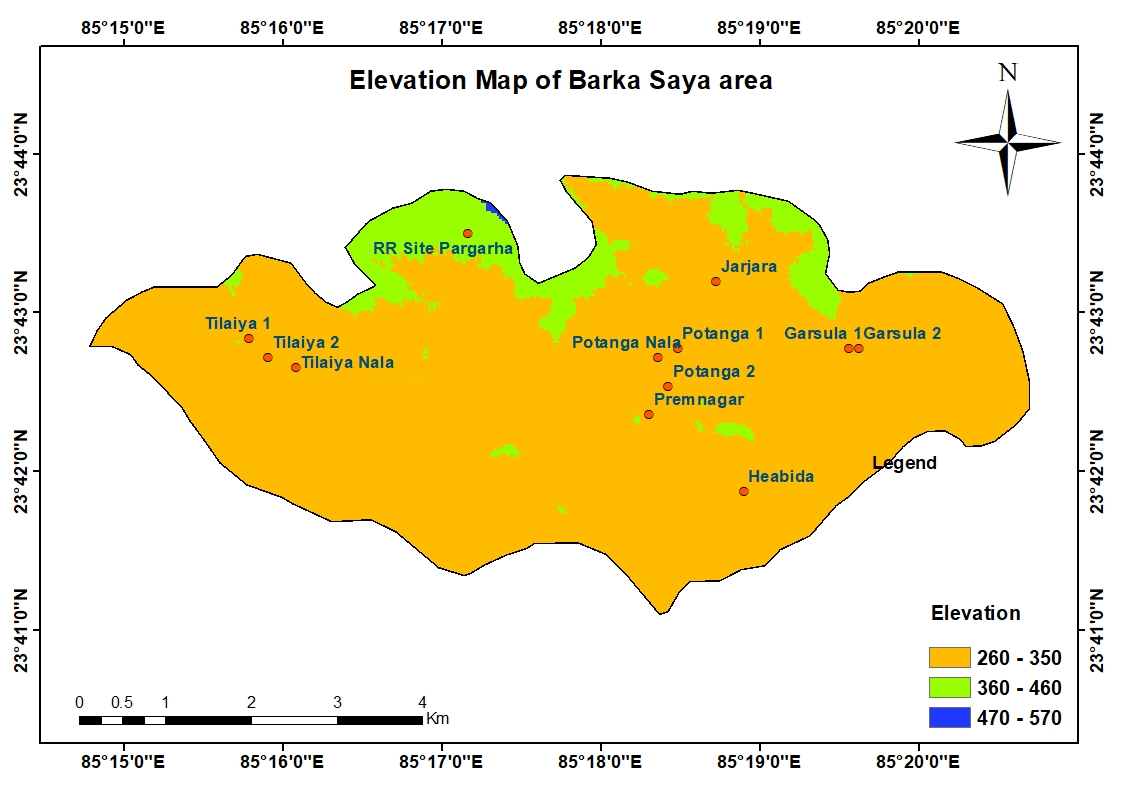 85°15'0"E 85°16'0"E 85°17'0"E 85°18'0"E 85°19'0"E 85°20'0"E
Elevation Map of Barka Saya area
N
23°44'0"N 23°44'0"N
RR Site Pargarha
Jarjara
23°43'0"N 23°43'0"N
Tilaiya 1
Tilaiya 2
Tilaiya Nala
Potanga Nala
Potanga 1
Garsula 1
Garsula 2
Potanga 2
Premnagar
23°42'0"N 23°42'0"N
Legend
Heabida
23°41'0"N 23°41'0"N
Elevation
260 - 350
360 - 460
470 - 570
0 0.5 1 2 3 4
Km
85°15'0"E 85°16'0"E 85°17'0"E 85°18'0"E 85°19'0"E 85°20'0"E